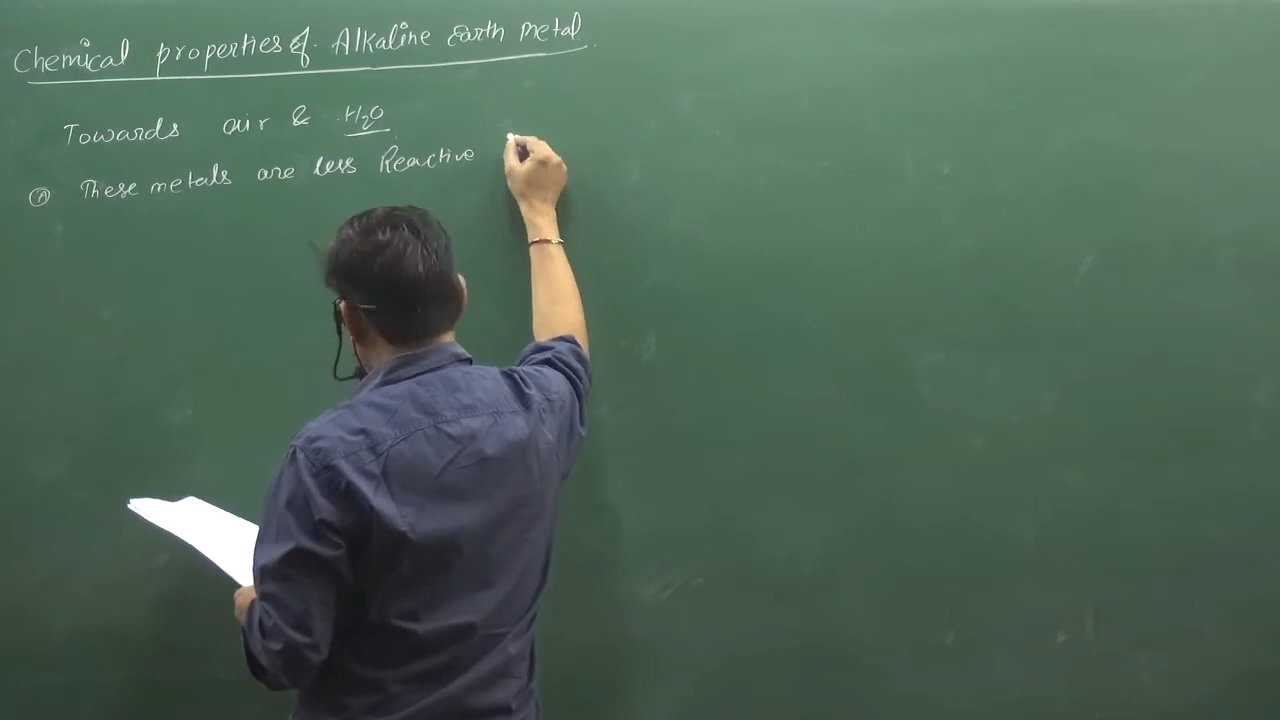 Chemical properties of. Alkaline Earth metal.
Towards air & H₂O
Ⓐ These metals are less Reactive